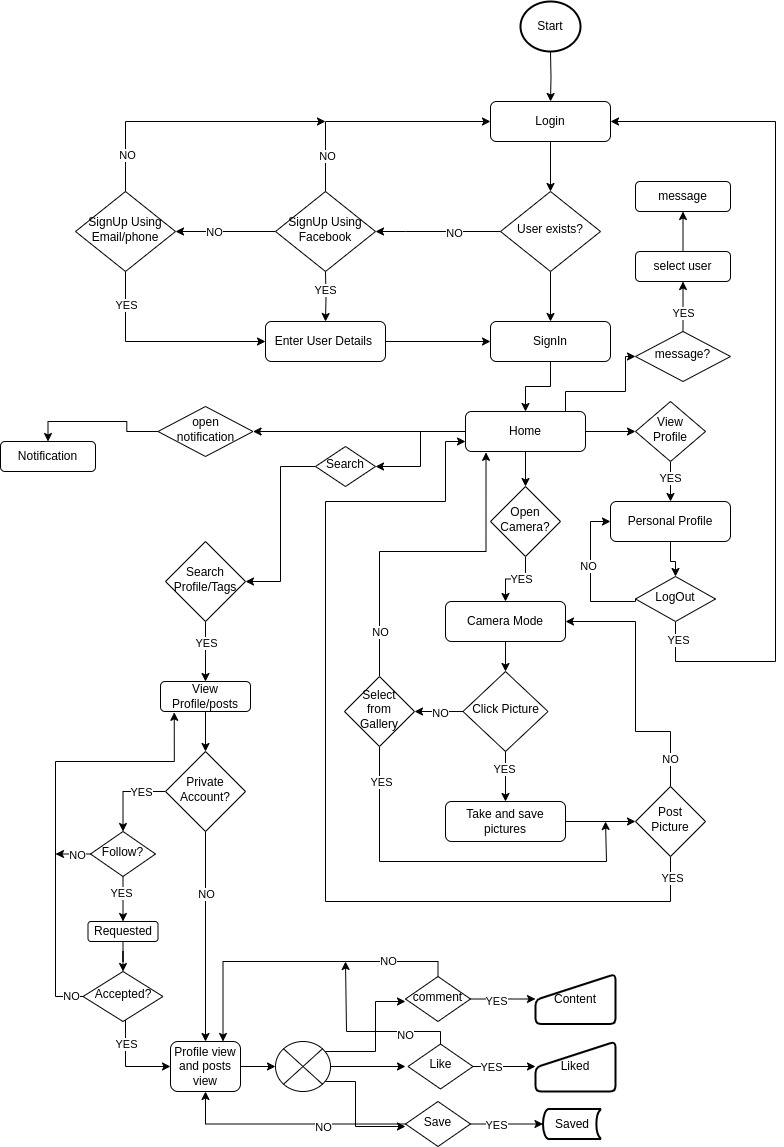 Start
Login
NO
NO
message
SignUp Using
Email/phone
NO
SignUp Using
Facebook
NO
User exists?
select user
YES
YES
YES
Enter User Details
SignIn
message?
open
notification
Home
View
Profile
Notification
Search
YES
Open
Camera?
Personal Profile
Search
Profile/Tags
YES
NO
LogOut
Camera Mode
NO
YES
YES
View
Profile/posts
Select
from
Gallery
NO
Click Picture
NO
Private
Account?
YES
YES
YES
Take and save
pictures
Post
Picture
Follow?
NO
YES
NO
YES
Requested
NO
Accepted?
NO
comment
YES
Content
YES
NO
Profile view
and posts
view
Like
YES
Liked
NO
Save
YES
Saved